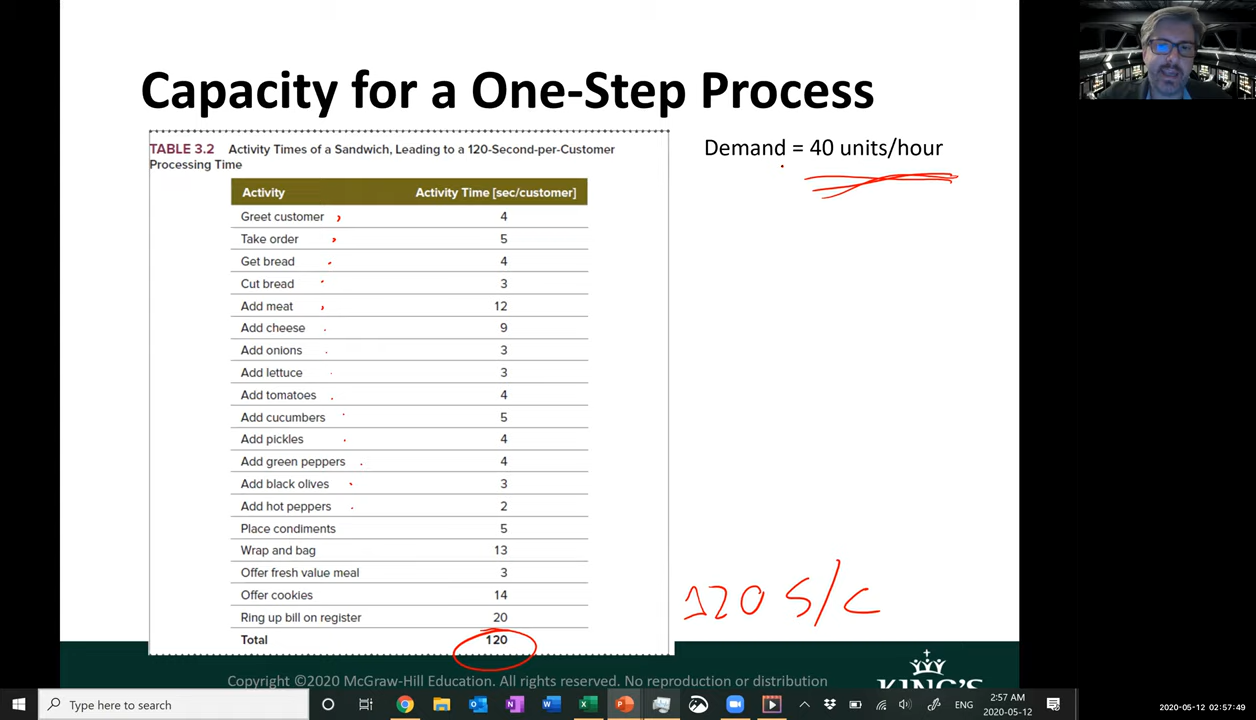 Capacity for a One-Step Process
TABLE 3.2 Activity Times of a Sandwich, Leading to a 120-Second-per-Customer
Processing Time
Demand = 40 units/hour
Activity Activity Time [sec/customer]
Greet customer 4
Take order 5
Get bread 4
Cut bread 3
Add meat 12
Add cheese 9
Add onions 3
Add lettuce 3
Add tomatoes 4
Add cucumbers 5
Add pickles 4
Add green peppers 4
Add black olives 3
Add hot peppers 2
Place condiments 5
Wrap and bag 13
Offer fresh value meal 3
Offer cookies 14
Ring up bill on register 20
Total 120
120 S/C
Copyright ©2020 McGraw-Hill Education. All rights reserved. No reproduction or distribution
KING'S
Type here to search
ENG
2:57 AM
2020-05-12
2020-05-12 02:57:49